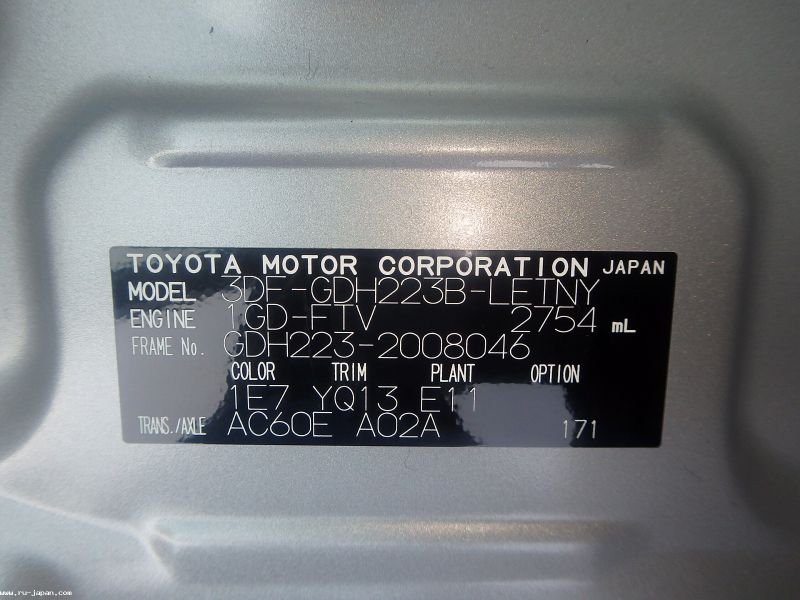 TOYOTA MOTOR CORPORATION JAPAN
MODEL 3DF-GDH223B-LETNY
ENGINE 1GD-FTV 2754 mL
FRAME No. GDH223-2008046
COLOR TRIM PLANT OPTION
1E7 YQ13 E11
TRANS./AXLE AC60E A02A 171
www.ru-japan.com